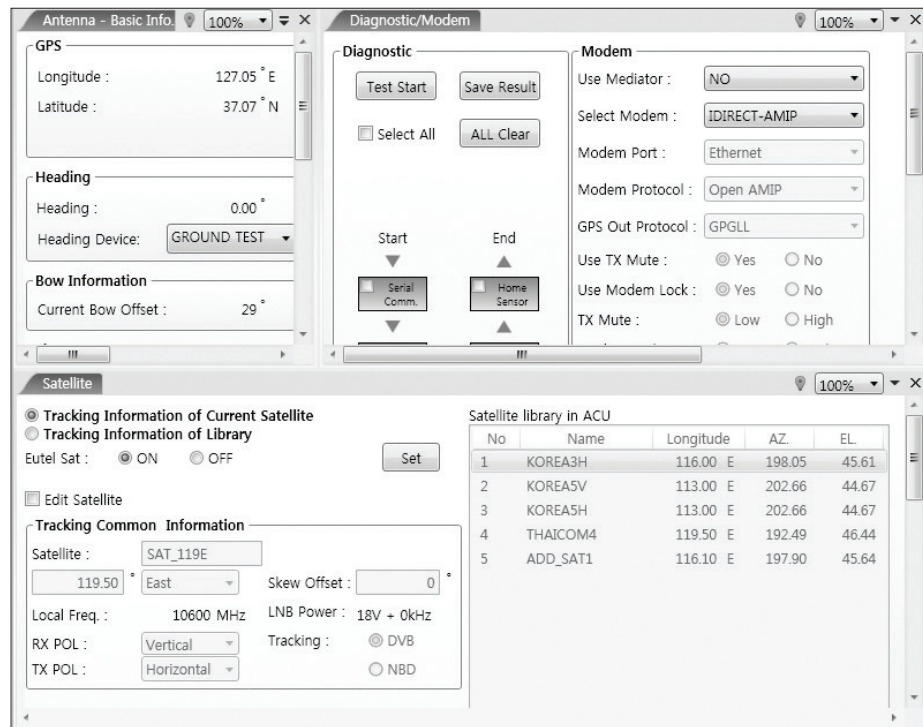 Antenna - Basic Info. 100%
GPS
Longitude : 127.05 ° E
Latitude : 37.07 ° N
Heading
Heading : 0.00 °
Heading Device: GROUND TEST
Bow Information
Current Bow Offset : 29 °
Diagnostic/Modem 100%
Diagnostic
Test Start Save Result
Select All ALL Clear
Start End
Serial Comm. Home Sensor
Modem
Use Mediator : NO
Select Modem : IDIRECT-AMIP
Modem Port : Ethernet
Modem Protocol : Open AMIP
GPS Out Protocol : GPGLL
Use TX Mute : Yes No
Use Modem Lock : Yes No
TX Mute : Low High
Satellite 100%
Tracking Information of Current Satellite
Tracking Information of Library
Eutel Sat : ON OFF Set
Edit Satellite
Tracking Common Information
Satellite : SAT_119E
119.50 ° East Skew Offset : 0 °
Local Freq. : 10600 MHz LNB Power : 18V + 0kHz
RX POL : Vertical Tracking : DVB
TX POL : Horizontal NBD
Satellite library in ACU
No Name Longitude AZ. EL.
1 KOREA3H 116.00 E 198.05 45.61
2 KOREA5V 113.00 E 202.66 44.67
3 KOREA5H 113.00 E 202.66 44.67
4 THAICOM4 119.50 E 192.49 46.44
5 ADD_SAT1 116.10 E 197.90 45.64